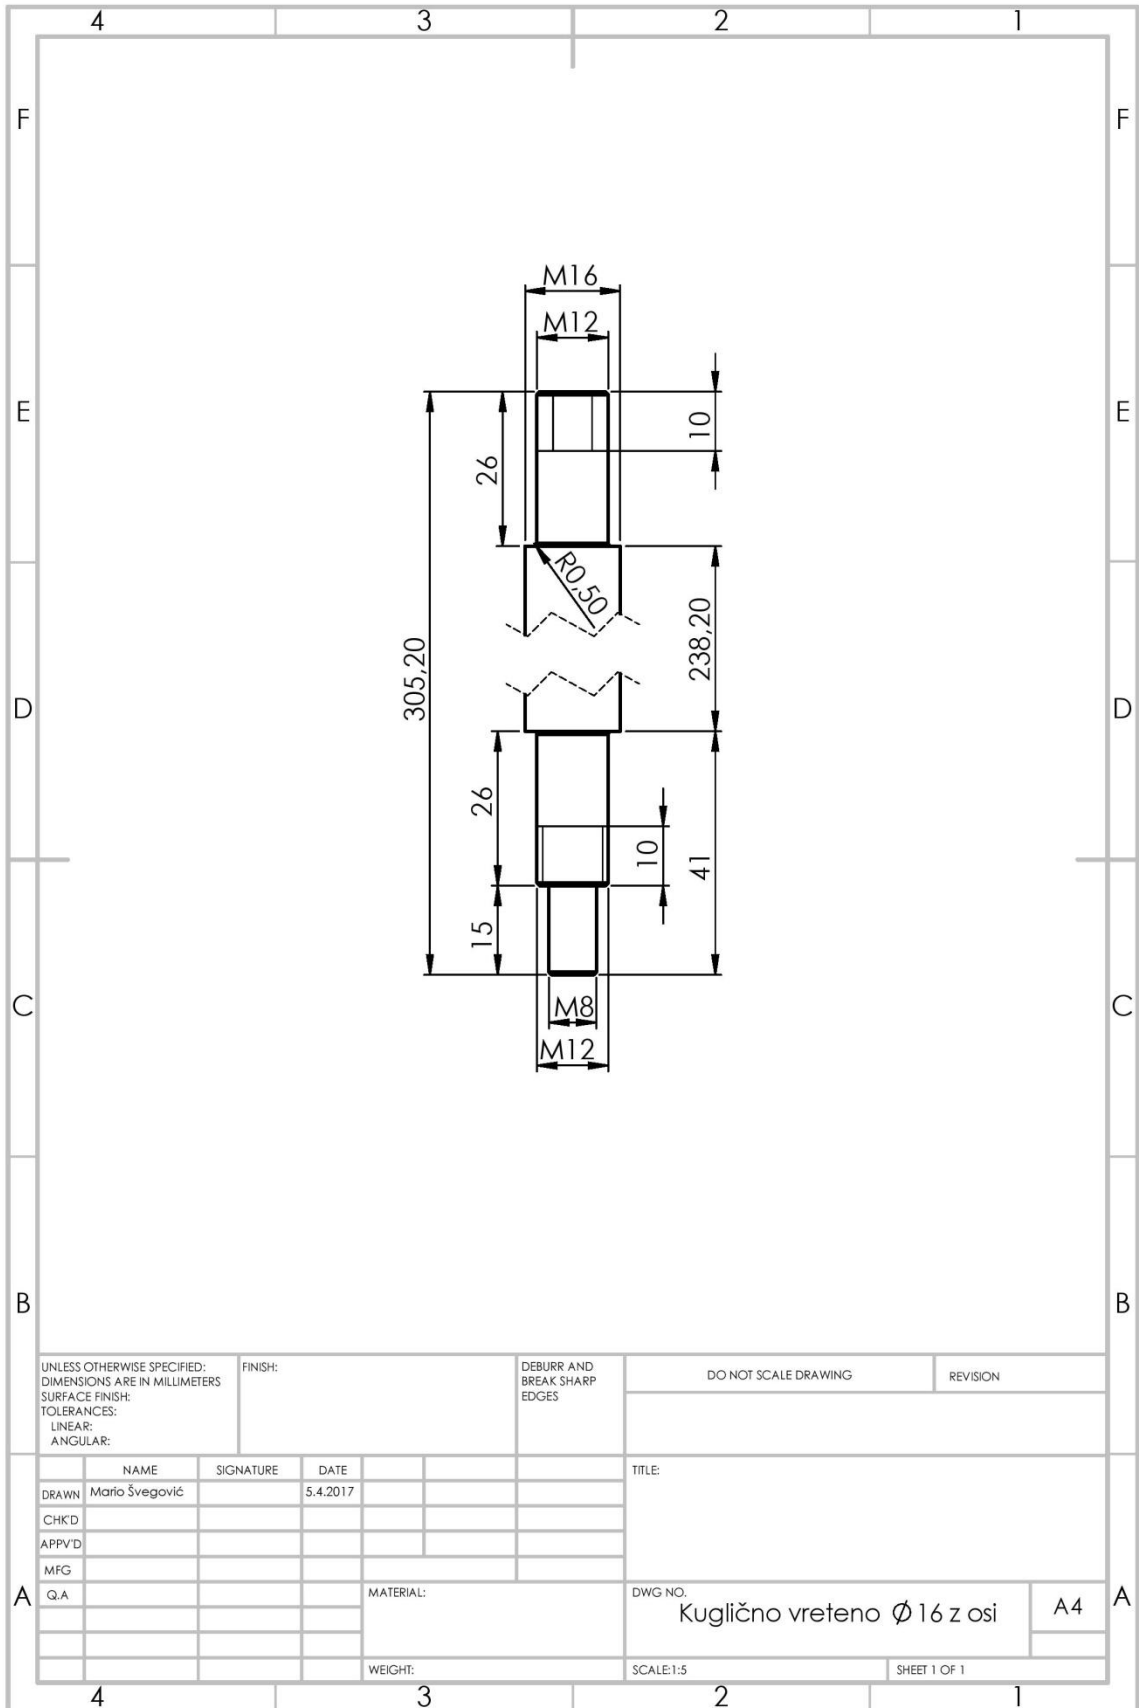 4 3 2 1
F F
M16
M12
E E
10
26
R0,50
238,20
305,20
D D
26
10
41
15
C C
M8
M12
B B
UNLESS OTHERWISE SPECIFIED:
DIMENSIONS ARE IN MILLIMETERS
SURFACE FINISH:
TOLERANCES:
LINEAR:
ANGULAR:
FINISH:
DEBURR AND
BREAK SHARP
EDGES
DO NOT SCALE DRAWING
REVISION
NAME SIGNATURE DATE
TITLE:
DRAWN Mario Švegović 5.4.2017
CHK'D
APPV'D
MFG
A Q.A MATERIAL: DWG NO. A
Kuglično vreteno Ø 16 z osi A4
WEIGHT: SCALE:1:5 SHEET 1 OF 1
4 3 2 1